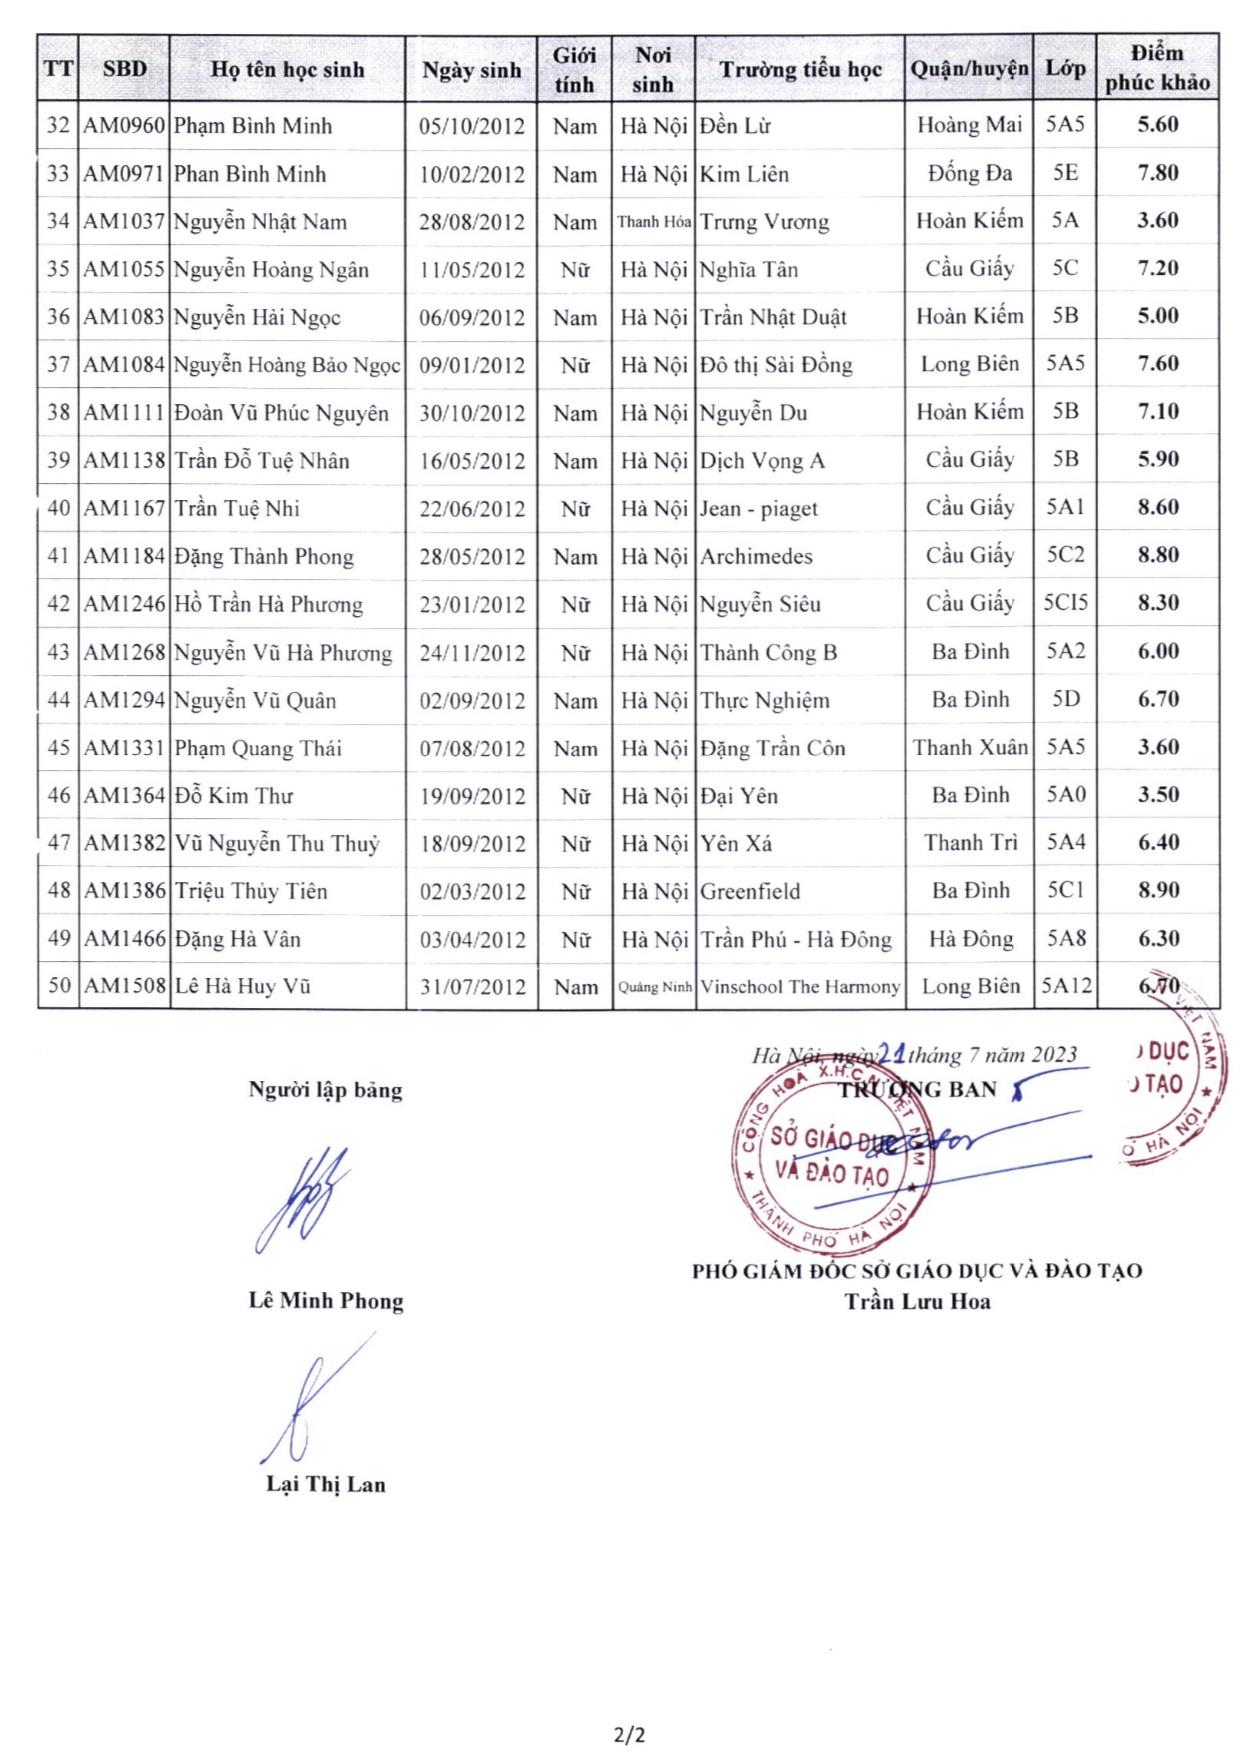 TT SBD Họ tên học sinh Ngày sinh Giới tính Nơi sinh Trường tiểu học Quận/huyện Lớp Điểm phúc khảo
32 AM0960 Phạm Bình Minh 05/10/2012 Nam Hà Nội Đền Lừ Hoàng Mai 5A5 5.60
33 AM0971 Phan Bình Minh 10/02/2012 Nam Hà Nội Kim Liên Đống Đa 5E 7.80
34 AM1037 Nguyễn Nhật Nam 28/08/2012 Nam Thanh Hóa Trưng Vương Hoàn Kiếm 5A 3.60
35 AM1055 Nguyễn Hoàng Ngân 11/05/2012 Nữ Hà Nội Nghĩa Tân Cầu Giấy 5C 7.20
36 AM1083 Nguyễn Hải Ngọc 06/09/2012 Nam Hà Nội Trần Nhật Duật Hoàn Kiếm 5B 5.00
37 AM1084 Nguyễn Hoàng Bảo Ngọc 09/01/2012 Nữ Hà Nội Đô thị Sài Đồng Long Biên 5A5 7.60
38 AM1111 Đoàn Vũ Phúc Nguyên 30/10/2012 Nam Hà Nội Nguyễn Du Hoàn Kiếm 5B 7.10
39 AM1138 Trần Đỗ Tuệ Nhân 16/05/2012 Nam Hà Nội Dịch Vọng A Cầu Giấy 5B 5.90
40 AM1167 Trần Tuệ Nhi 22/06/2012 Nữ Hà Nội Jean - piaget Cầu Giấy 5A1 8.60
41 AM1184 Đặng Thành Phong 28/05/2012 Nam Hà Nội Archimedes Cầu Giấy 5C2 8.80
42 AM1246 Hồ Trần Hà Phương 23/01/2012 Nữ Hà Nội Nguyễn Siêu Cầu Giấy 5CI5 8.30
43 AM1268 Nguyễn Vũ Hà Phương 24/11/2012 Nữ Hà Nội Thành Công B Ba Đình 5A2 6.00
44 AM1294 Nguyễn Vũ Quân 02/09/2012 Nam Hà Nội Thực Nghiệm Ba Đình 5D 6.70
45 AM1331 Phạm Quang Thái 07/08/2012 Nam Hà Nội Đặng Trần Côn Thanh Xuân 5A5 3.60
46 AM1364 Đỗ Kim Thư 19/09/2012 Nữ Hà Nội Đại Yên Ba Đình 5A0 3.50
47 AM1382 Vũ Nguyễn Thu Thuỷ 18/09/2012 Nữ Hà Nội Yên Xá Thanh Trì 5A4 6.40
48 AM1386 Triệu Thủy Tiên 02/03/2012 Nữ Hà Nội Greenfield Ba Đình 5C1 8.90
49 AM1466 Đặng Hà Vân 03/04/2012 Nữ Hà Nội Trần Phú - Hà Đông Hà Đông 5A8 6.30
50 AM1508 Lê Hà Huy Vũ 31/07/2012 Nam Quảng Ninh Vinschool The Harmony Long Biên 5A12 6.70
Hà Nội, ngày 21 tháng 7 năm 2023
Người lập bảng
TRƯỞNG BAN
CỘNG HOÀ X.H.C.N VIỆT NAM
SỞ GIÁO DỤC
VÀ ĐÀO TẠO
THÀNH PHỐ HÀ NỘI
VIỆT NAM
DỤC
TẠO
HÀ NỘI
PHÓ GIÁM ĐỐC SỞ GIÁO DỤC VÀ ĐÀO TẠO
Lê Minh Phong
Trần Lưu Hoa
Lại Thị Lan
2/2